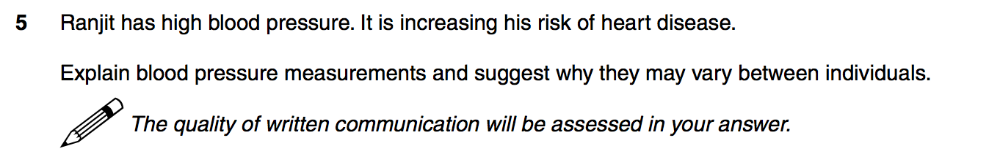 5 Ranjit has high blood pressure. It is increasing his risk of heart disease.
Explain blood pressure measurements and suggest why they may vary between individuals.
The quality of written communication will be assessed in your answer.